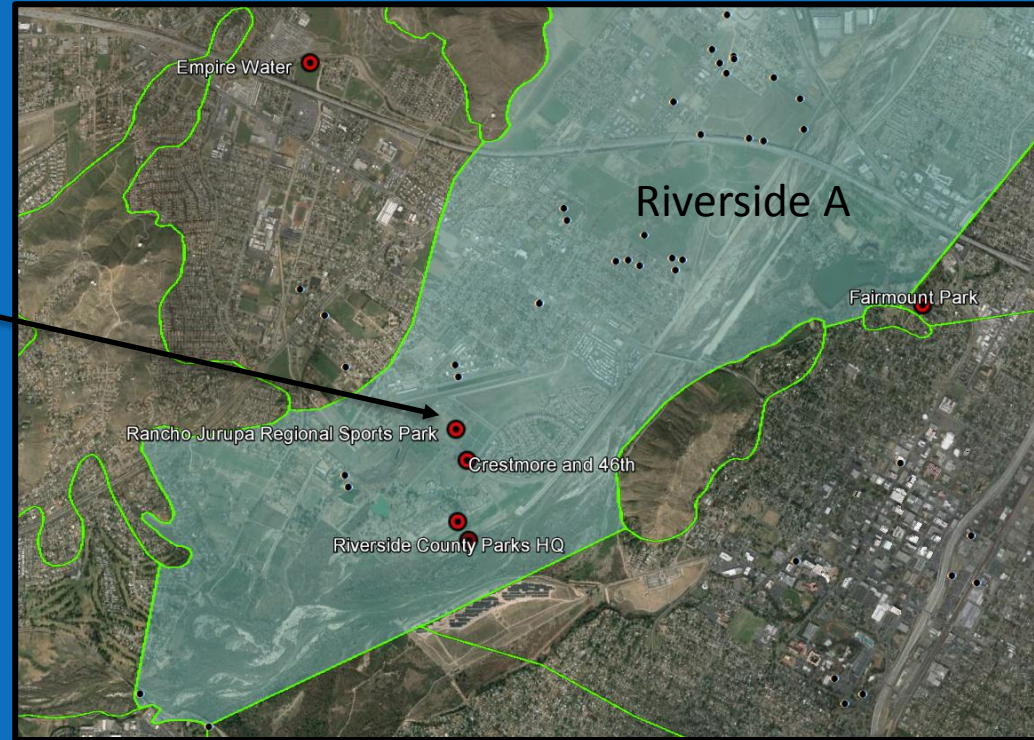 Empire Water
Riverside A
Fairmount Park
Rancho Jurupa Regional Sports Park
Crestmore and 46th
Riverside County Parks HQ